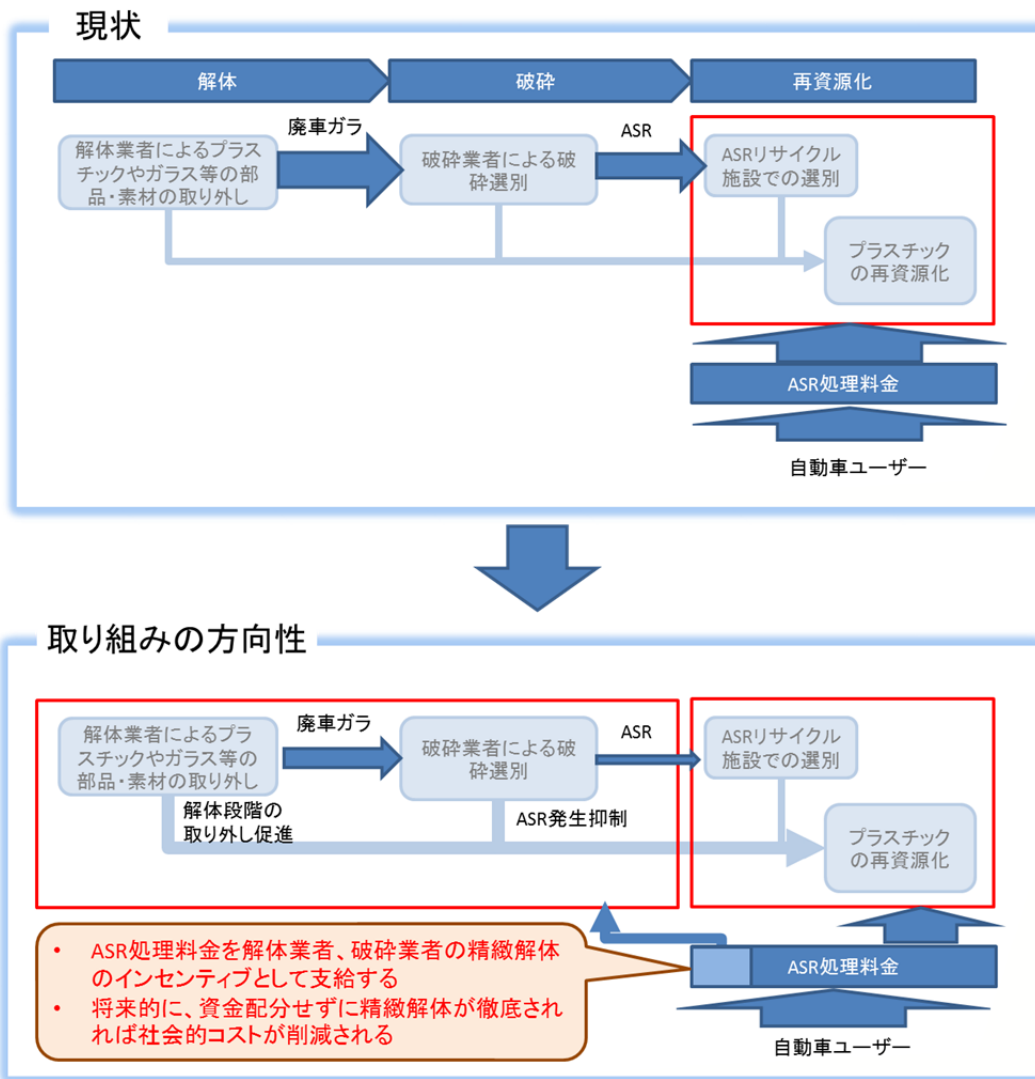 現状
解体
破砕
再資源化
廃車ガラ
ASR
解体業者によるプラス
チックやガラス等の部
品・素材の取り外し
破砕業者による破
砕選別
ASRリサイクル
施設での選別
プラスチック
の再資源化
ASR処理料金
自動車ユーザー
取り組みの方向性
廃車ガラ
ASR
解体業者によるプラ
スチックやガラス等の
部品・素材の取り外し
破砕業者による破
砕選別
ASRリサイクル
施設での選別
解体段階の
取り外し促進
ASR発生抑制
プラスチック
の再資源化
• ASR処理料金を解体業者、破砕業者の精緻解体
のインセンティブとして支給する
• 将来的に、資金配分せずに精緻解体が徹底され
れば社会的コストが削減される
ASR処理料金
自動車ユーザー